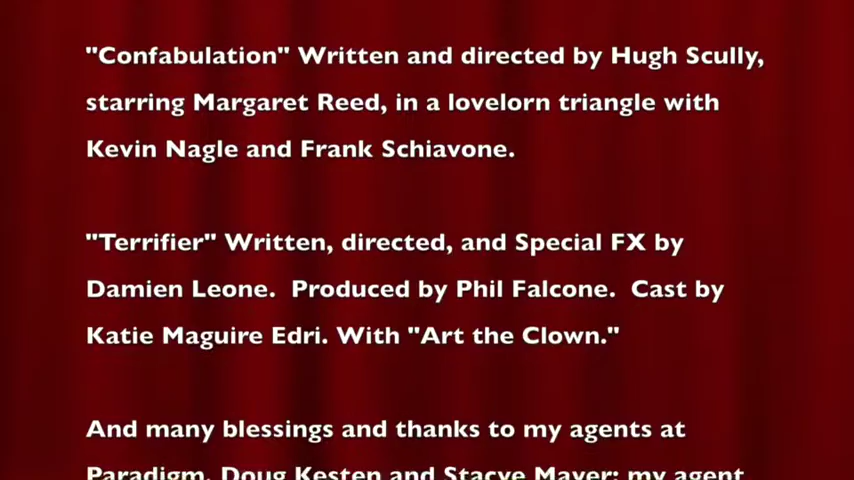 "Confabulation" Written and directed by Hugh Scully,
starring Margaret Reed, in a lovelorn triangle with
Kevin Nagle and Frank Schiavone.
"Terrifier" Written, directed, and Special FX by
Damien Leone.  Produced by Phil Falcone.  Cast by
Katie Maguire Edri. With "Art the Clown."
And many blessings and thanks to my agents at
Paradigm, Doug Kesten and Stacye Mayer; my agent